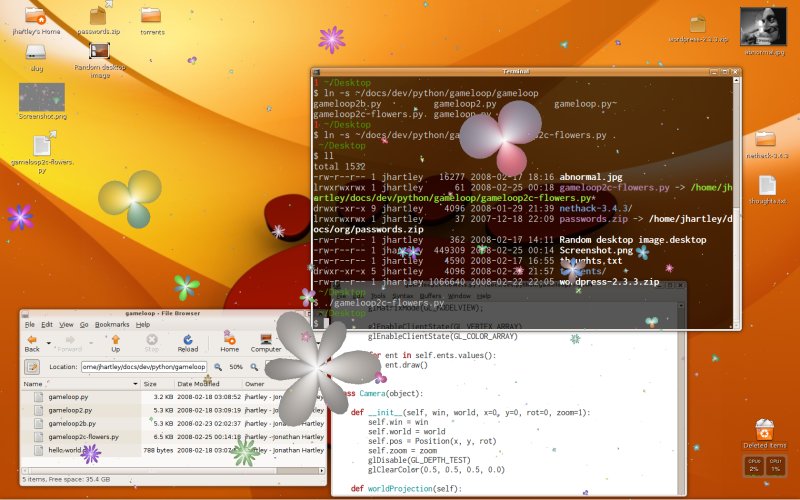 jhartley's Home
passwords.zip
torrents
wordpress-2.3.3.zip
abnormal.jpg
slug
Random desktop
image
Screenshot.png
gameloop2c-flowers.
py
nethack-3.4.3
thoughts.txt
Deleted Items
CPU0
2%
CPU1
1%
Terminal
~/Desktop
$ ln -s ~/docs/dev/python/gameloop/gameloop
gameloop2b.py gameloop2.py gameloop.py~
gameloop2c-flowers.py gameloop.py
~/Desktop
$ ln -s ~/docs/dev/python/ga 2c-flowers.py .
~/Desktop
$ ll
total 1532
-rw-r--r-- 1 jhartley 16277 2008-02-17 18:16 abnormal.jpg
lrwxrwxrwx 1 jhartley 61 2008-02-25 00:18 gameloop2c-flowers.py -> /home/jh
artley/docs/dev/python/gameloop/gameloop2c-flowers.py*
drwxr-xr-x 9 jhartley 4096 2008-01-29 21:39 nethack-3.4.3/
lrwxrwxrwx 1 jhartley 37 2007-12-18 22:09 passwords.zip -> /home/jhartley/d
ocs/org/passwords.zip
-rw-r--r-- 1 jhartley 362 2008-02-17 14:11 Random desktop image.desktop
-rw-r--r-- 1 jhartley 449309 2008-02-25 00:14 Screenshot.png
-rw-r--r-- 1 jhartley 4590 2008-02-17 16:55 thoughts.txt
drwxr-xr-x 5 jhartley 4096 21:57 torrents/
-rw-r--r-- 1 jhartley 1066640 2008-02-22 22:05 wordpress-2.3.3.zip
~/Desktop
$ ./gameloop2c-flowers.py
~/Desktop
$
File Edit Tools Syntax Buffers Window Help
glMatrixMode(GL_MODELVIEW);
glEnableClientState(GL_VERTEX_ARRAY)
glEnableClientState(GL_COLOR_ARRAY)
for ent in self.ents.values():
ent.draw()
class Camera(object):
def __init__(self, win, world, x=0, y=0, rot=0, zoom=1):
self.win = win
self.world = world
self.pos = Position(x, y, rot)
self.zoom = zoom
glDisable(GL_DEPTH_TEST)
glClearColor(0.5, 0.5, 0.5, 0.0)
def worldProjection(self):
gameloop - File Browser
File Edit View Go Bookmarks Help
Back Forward Up Stop Reload Home Computer
Location: ome/jhartley/docs/dev/python/gameloop 50%
Name Size Date Modified Owner
gameloop.py 3.2 KB 2008-02-18 03:08:52 jhartley - Jona
gameloop2.py 5.3 KB 2008-02-18 03:09:19 jhartley - Jon
gameloop2b.py 5.3 KB 2008-02-23 02:02:37 jhartley - Jona
gameloop2c-flowers.py 6.5 KB 2008-02-25 00:14:18 jhartley - Jonathan Hartley
hello.world.py 788 bytes 2008-02-18 03:02 jhartley - Jonathan Hartley
5 items, Free space: 35.4 GB